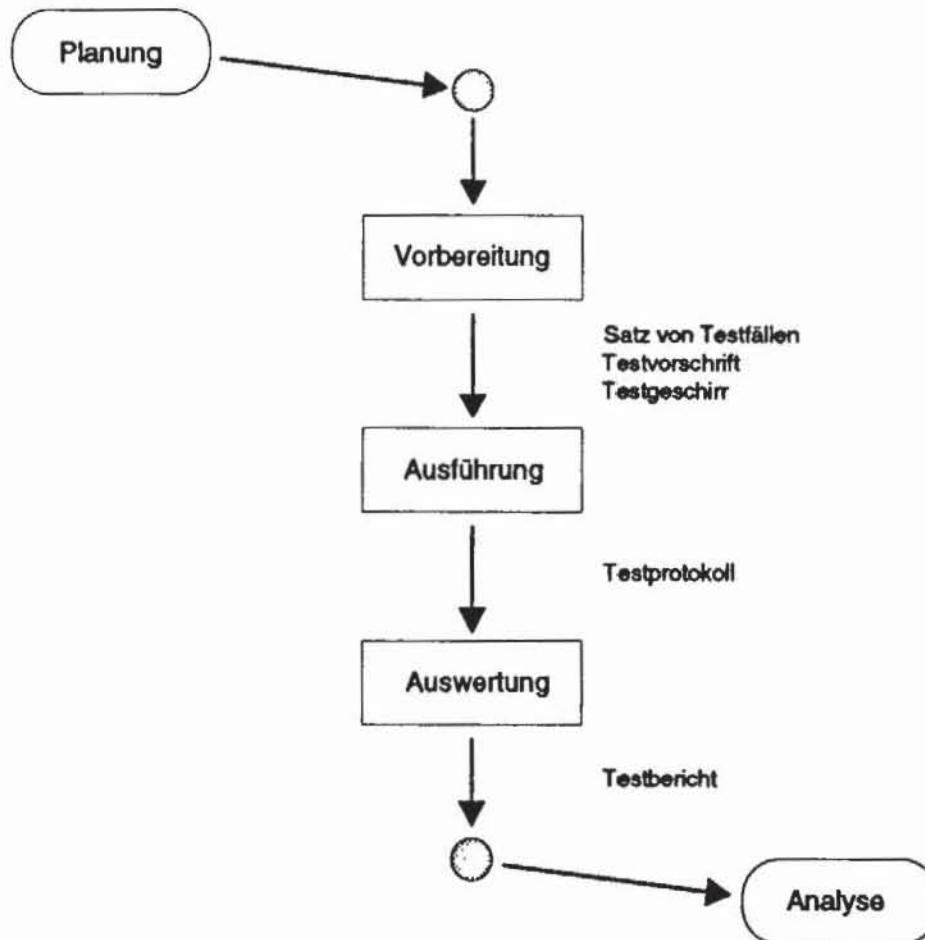 Planung
Vorbereitung
Satz von Testfällen
Testvorschrift
Testgeschirr
Ausführung
Testprotokoll
Auswertung
Testbericht
Analyse